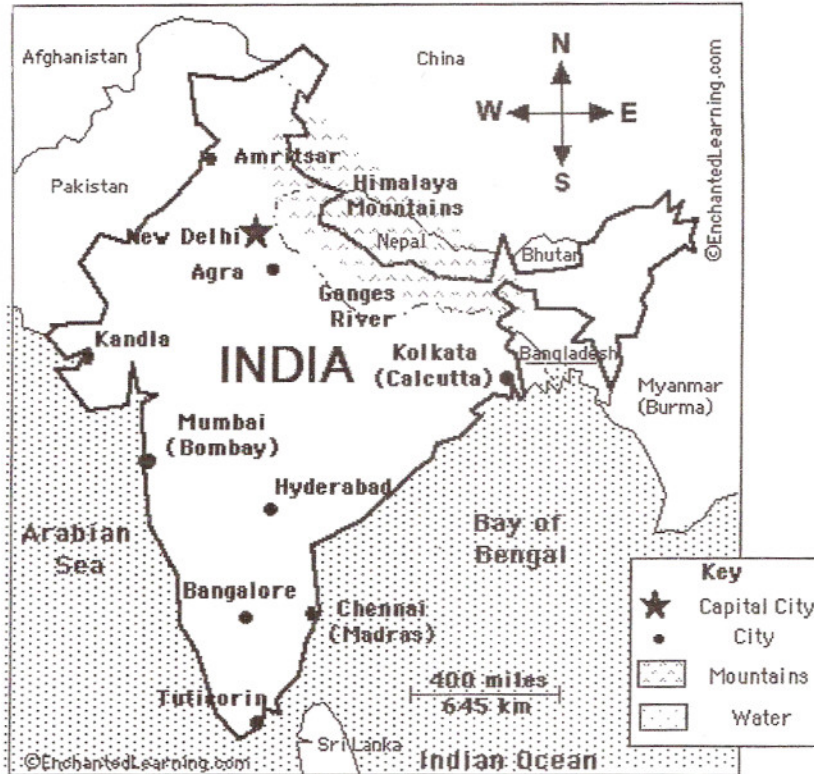 Afghanistan
China
N
W E
S
©EnchantedLearning.com
Amritsar
Pakistan
Himalaya
Mountains
New Delhi
Nepal
Bhutan
Agra
Ganges
River
Kandla
INDIA
Kolkata
(Calcutta)
Bangladesh
Myanmar
(Burma)
Mumbai
(Bombay)
Hyderabad
Arabian
Sea
Bay of
Bengal
Bangalore
Chennai
(Madras)
Key
Capital City
City
Mountains
Water
400 miles
645 km
Tuticorin
Sri Lanka
Indian Ocean
©EnchantedLearning.com